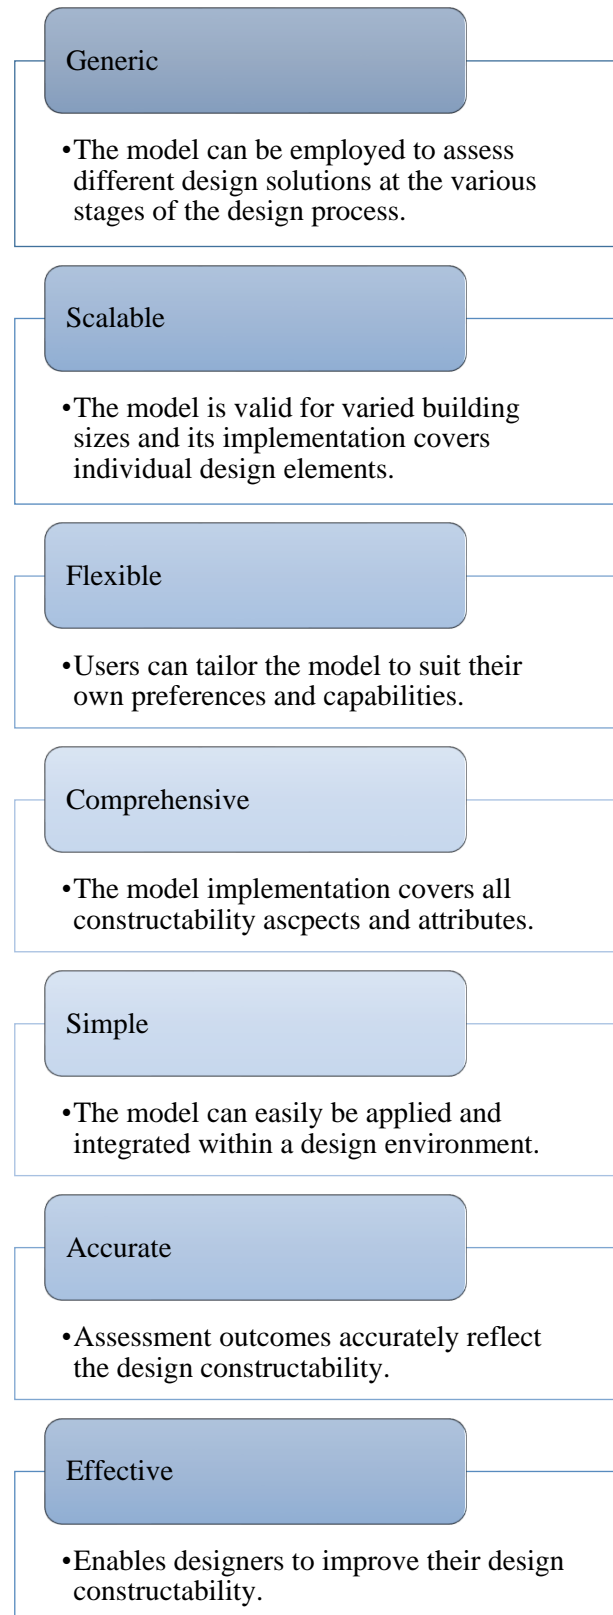 Generic
•The model can be employed to assess
different design solutions at the various
stages of the design process.
Scalable
•The model is valid for varied building
sizes and its implementation covers
individual design elements.
Flexible
•Users can tailor the model to suit their
own preferences and capabilities.
Comprehensive
•The model implementation covers all
constructability ascpects and attributes.
Simple
•The model can easily be applied and
integrated within a design environment.
Accurate
•Assessment outcomes accurately reflect
the design constructability.
Effective
•Enables designers to improve their design
constructability.